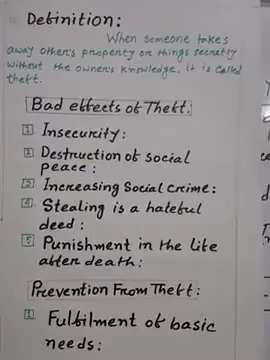 Definition:
When someone takes
away other's property or things secretly
without the owner's knowledge, it is called
theft.
Bad effects of Theft.
1 Insecurity:
2 Destruction of social
peace:
3 Increasing Social crime:
4 Stealing is a hateful
deed:
5 Punishment in the life
after death:
Prevention From Theft:
1 Fulfilment of basic
needs: